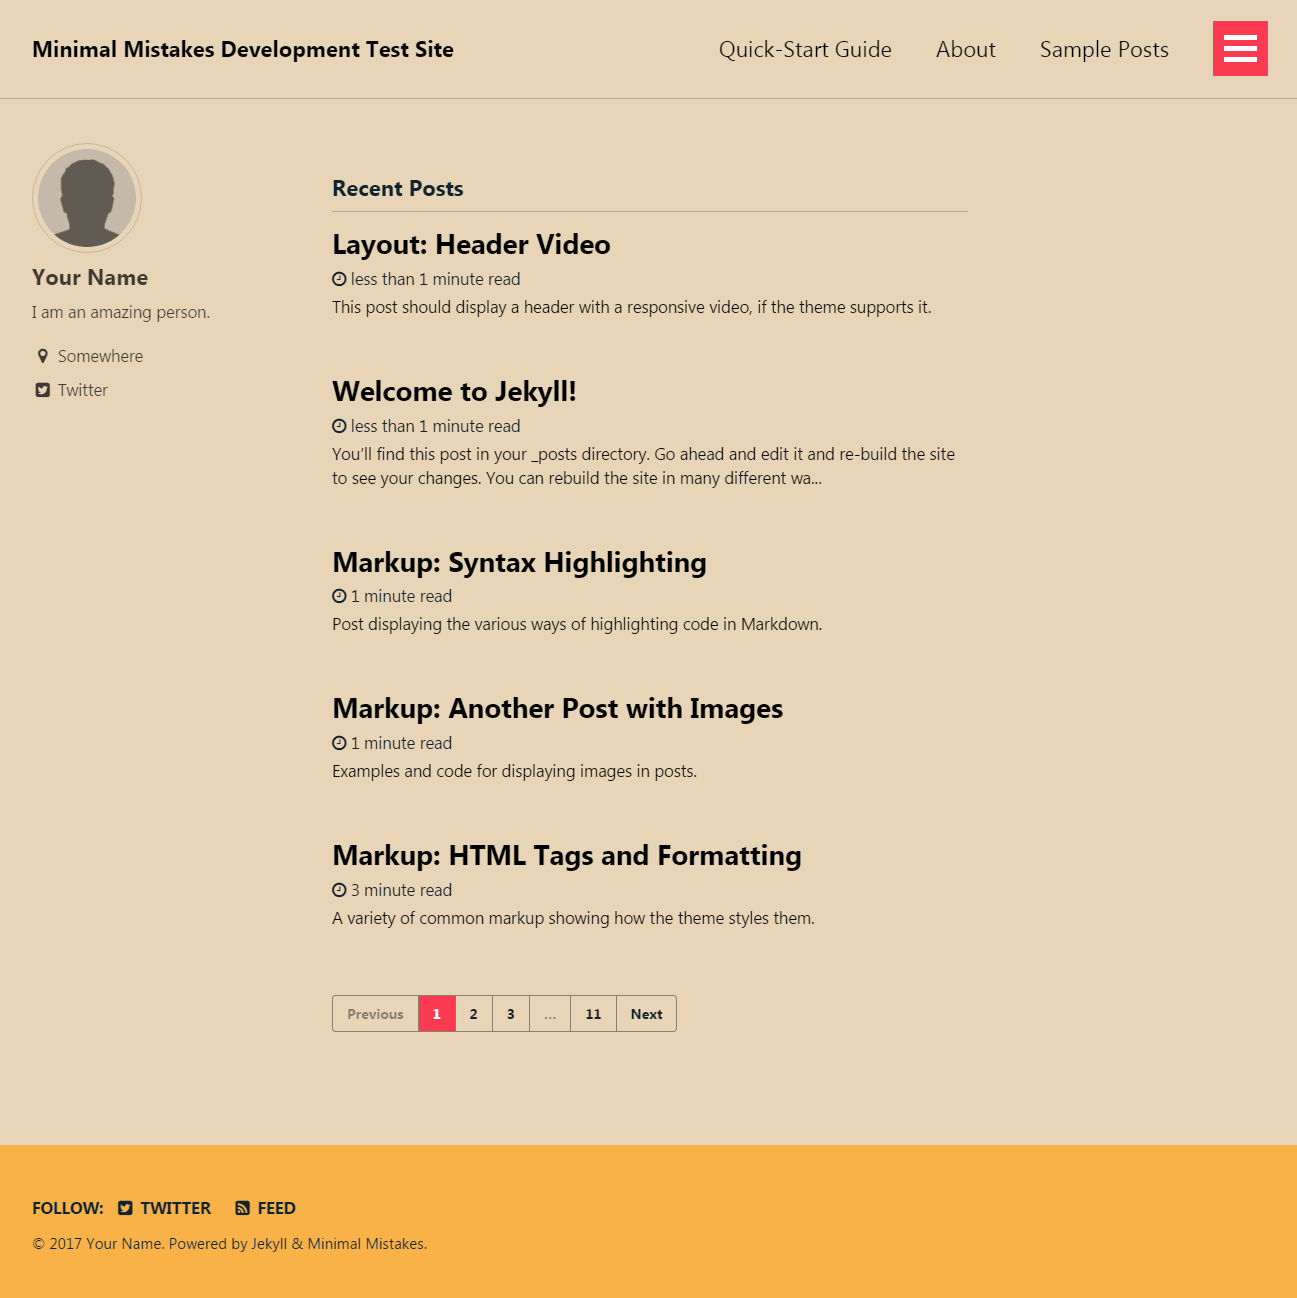 Minimal Mistakes Development Test Site
Quick-Start Guide
About
Sample Posts
Your Name
I am an amazing person.
Somewhere
Twitter
Recent Posts
Layout: Header Video
less than 1 minute read
This post should display a header with a responsive video, if the theme supports it.
Welcome to Jekyll!
less than 1 minute read
You’ll find this post in your _posts directory. Go ahead and edit it and re-build the site
to see your changes. You can rebuild the site in many different wa...
Markup: Syntax Highlighting
1 minute read
Post displaying the various ways of highlighting code in Markdown.
Markup: Another Post with Images
1 minute read
Examples and code for displaying images in posts.
Markup: HTML Tags and Formatting
3 minute read
A variety of common markup showing how the theme styles them.
Previous 1 2 3 … 11 Next
FOLLOW: TWITTER FEED
© 2017 Your Name. Powered by Jekyll & Minimal Mistakes.